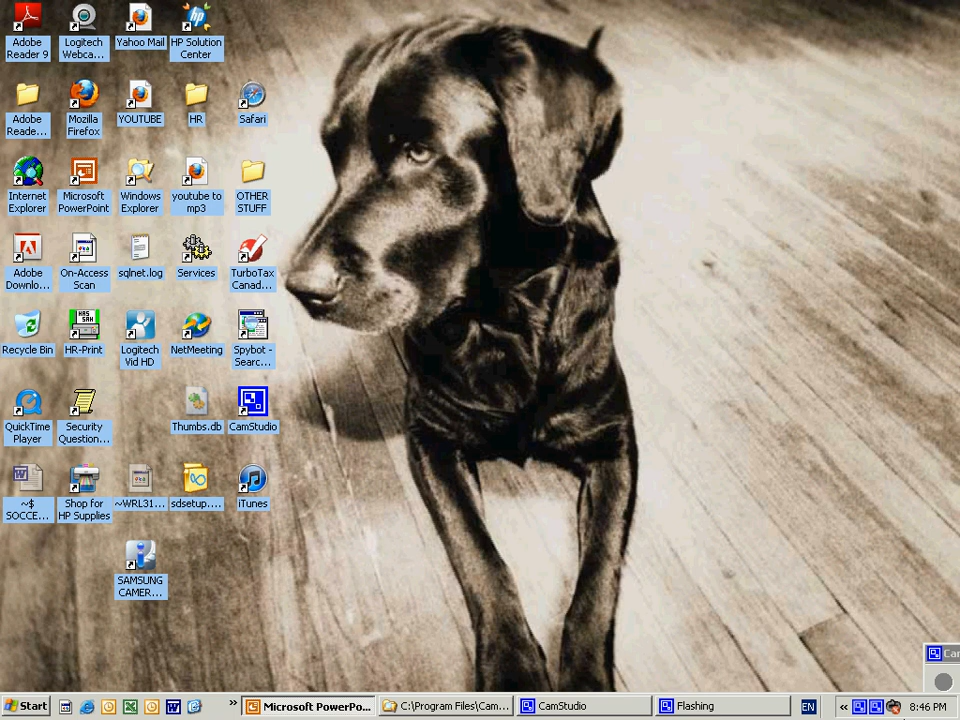 Adobe
Reader 9
Logitech
Webca...
Yahoo Mail
HP Solution
Center
Adobe
Reade...
Mozilla
Firefox
YOUTUBE
HR
Safari
Internet
Explorer
Microsoft
PowerPoint
Windows
Explorer
youtube to
mp3
OTHER
STUFF
Adobe
Downlo...
On-Access
Scan
sqlnet.log
Services
TurboTax
Canad...
Recycle Bin
HR-Print
Logitech
Vid HD
NetMeeting
Spybot -
Searc...
QuickTime
Player
Security
Question...
Thumbs.db
CamStudio
~$
SOCCE...
Shop for
HP Supplies
~WRL31...
sdsetup....
iTunes
SAMSUNG
CAMER...
Cam
Start
Microsoft PowerPo...
C:\Program Files\Cam...
CamStudio
Flashing
EN
8:46 PM